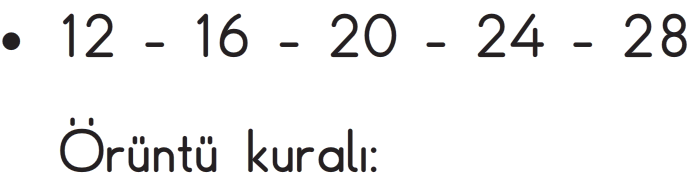 • 12 - 16 - 20 - 24 - 28
Örüntü kuralı: